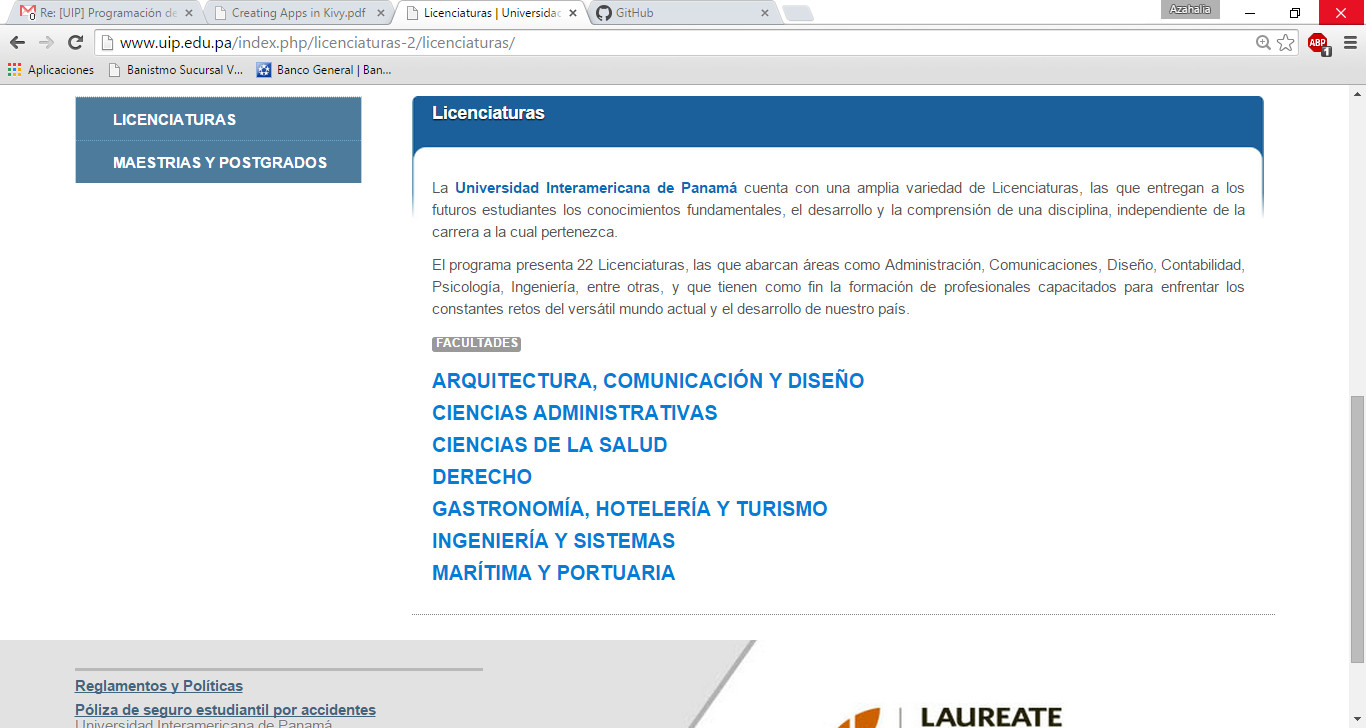 Re: [UIP] Programación de
Creating Apps in Kivy.pdf
Licenciaturas | Universidad
GitHub
Azahalia
www.uip.edu.pa/index.php/licenciaturas-2/licenciaturas/
ABP
1
Aplicaciones
Banistmo Sucursal V...
Banco General | Ban...
LICENCIATURAS
MAESTRIAS Y POSTGRADOS
Licenciaturas
La Universidad Interamericana de Panamá cuenta con una amplia variedad de Licenciaturas, las que entregan a los
futuros estudiantes los conocimientos fundamentales, el desarrollo y la comprensión de una disciplina, independiente de la
carrera a la cual pertenezca.
El programa presenta 22 Licenciaturas, las que abarcan áreas como Administración, Comunicaciones, Diseño, Contabilidad,
Psicología, Ingeniería, entre otras, y que tienen como fin la formación de profesionales capacitados para enfrentar los
constantes retos del versátil mundo actual y el desarrollo de nuestro país.
FACULTADES
ARQUITECTURA, COMUNICACIÓN Y DISEÑO
CIENCIAS ADMINISTRATIVAS
CIENCIAS DE LA SALUD
DERECHO
GASTRONOMÍA, HOTELERÍA Y TURISMO
INGENIERÍA Y SISTEMAS
MARÍTIMA Y PORTUARIA
Reglamentos y Políticas
Póliza de seguro estudiantil por accidentes
Universidad Interamericana de Panamá
LAUREATE